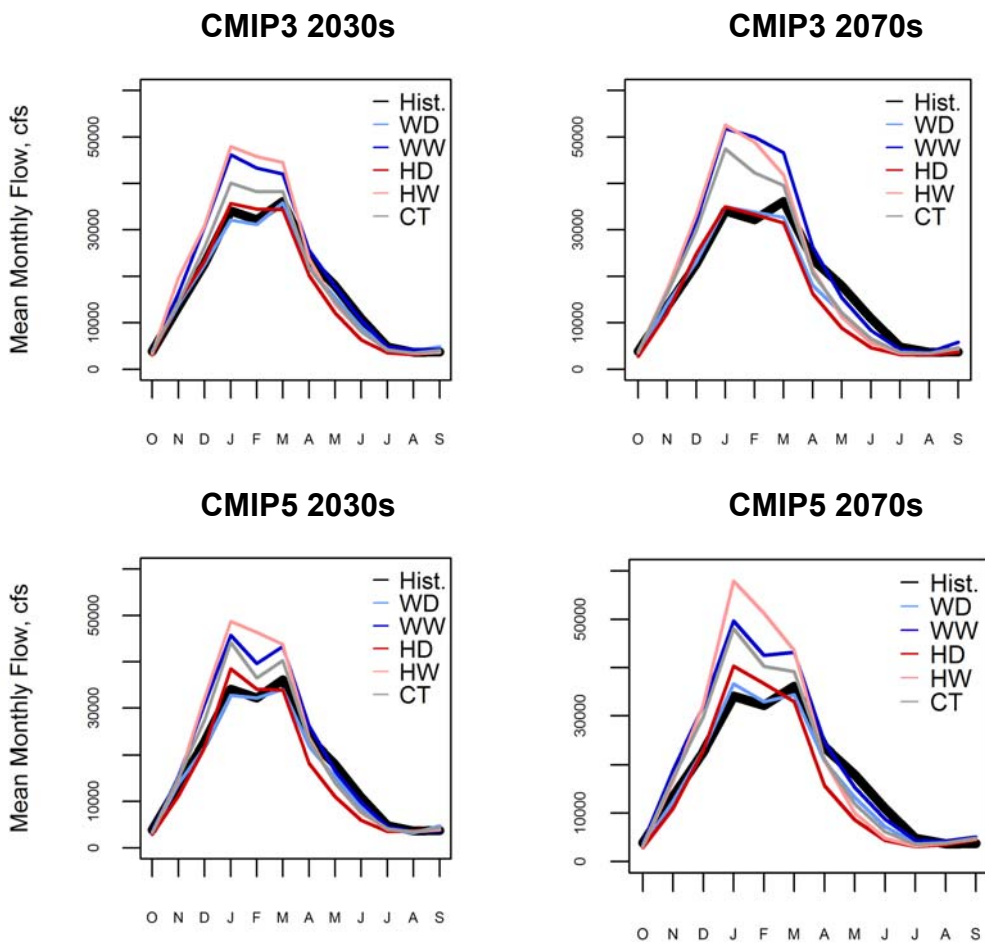 CMIP3 2030s
Mean Monthly Flow, cfs
50000
30000
10000
0
Hist.
WD
WW
HD
HW
CT
O N D J F M A M J J A S
CMIP3 2070s
50000
30000
10000
0
Hist.
WD
WW
HD
HW
CT
O N D J F M A M J J A S
CMIP5 2030s
Mean Monthly Flow, cfs
50000
30000
10000
0
Hist.
WD
WW
HD
HW
CT
O N D J F M A M J J A S
CMIP5 2070s
50000
30000
10000
0
Hist.
WD
WW
HD
HW
CT
O N D J F M A M J J A S